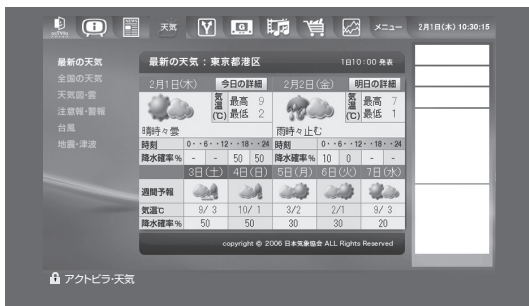 天気
メニュー
2月1日(木) 10:30:15
最新の天気
全国の天気
天気図・雲
注意報・警報
台風
地震・津波
最新の天気：東京都港区
1日10:00 発表
2月1日(木) 今日の詳細 2月2日(金) 明日の詳細
気温(℃) 最高 9 気温(℃) 最高 7
最低 2 最低 1
晴時々雲 雨時々止む
時刻 0・・6・・12・・18・・24 時刻 0・・6・・12・・18・・24
降水確率% - - 50 50 降水確率% 10 0 - -
3日(土) 4日(日) 5日(月) 6日(火) 7日(水)
週間予報
気温℃ 9/ 3 10/ 1 3/2 2/1 9/ 3
降水確率% 50 50 30 30 20
copyright © 2006 日本気象協会 ALL Rights Reserved
アクトビラ・天気